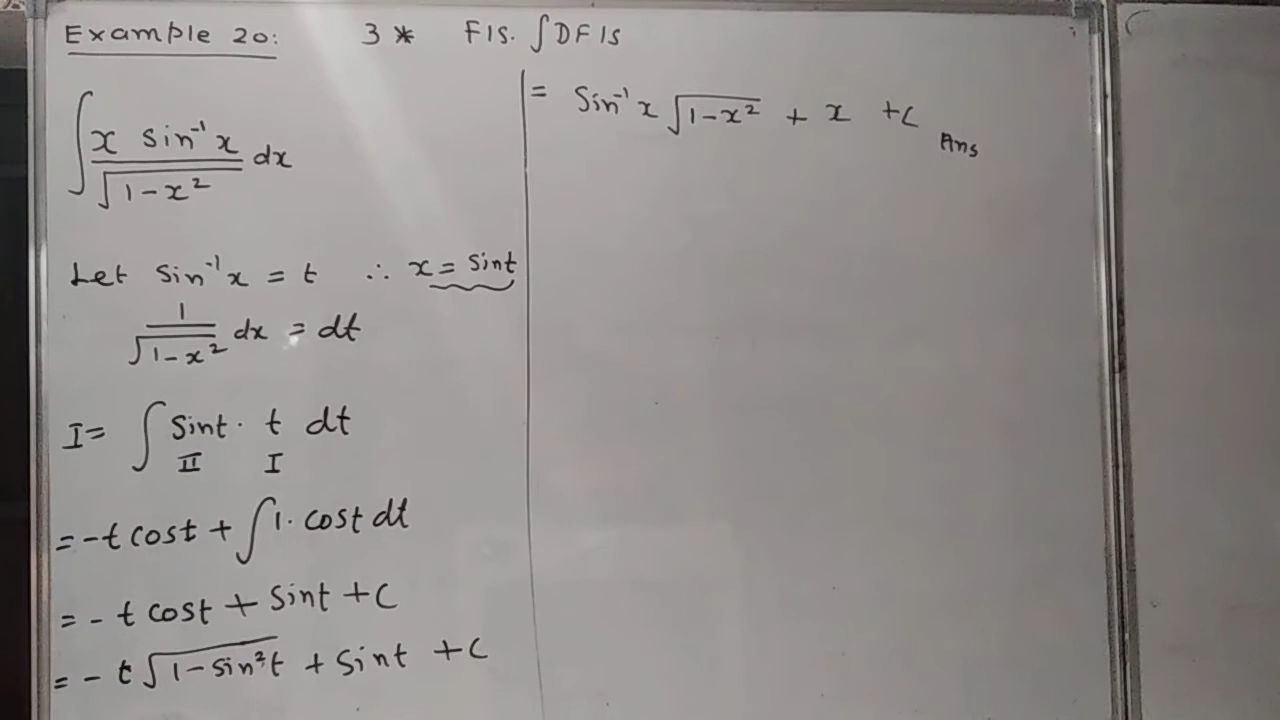 Example 20: 3 * FIS. ∫DFIS
∫ x sin⁻¹x / √(1-x²) dx
Let sin⁻¹x = t ∴ x = sint
1/√(1-x²) dx = dt
I = ∫ sint · t dt
II I
= -t cost + ∫1. cost dt
= - t cost + sint + c
= - t √(1-sin²t) + sint + c
= sin⁻¹x √(1-x²) + x + c
Ans